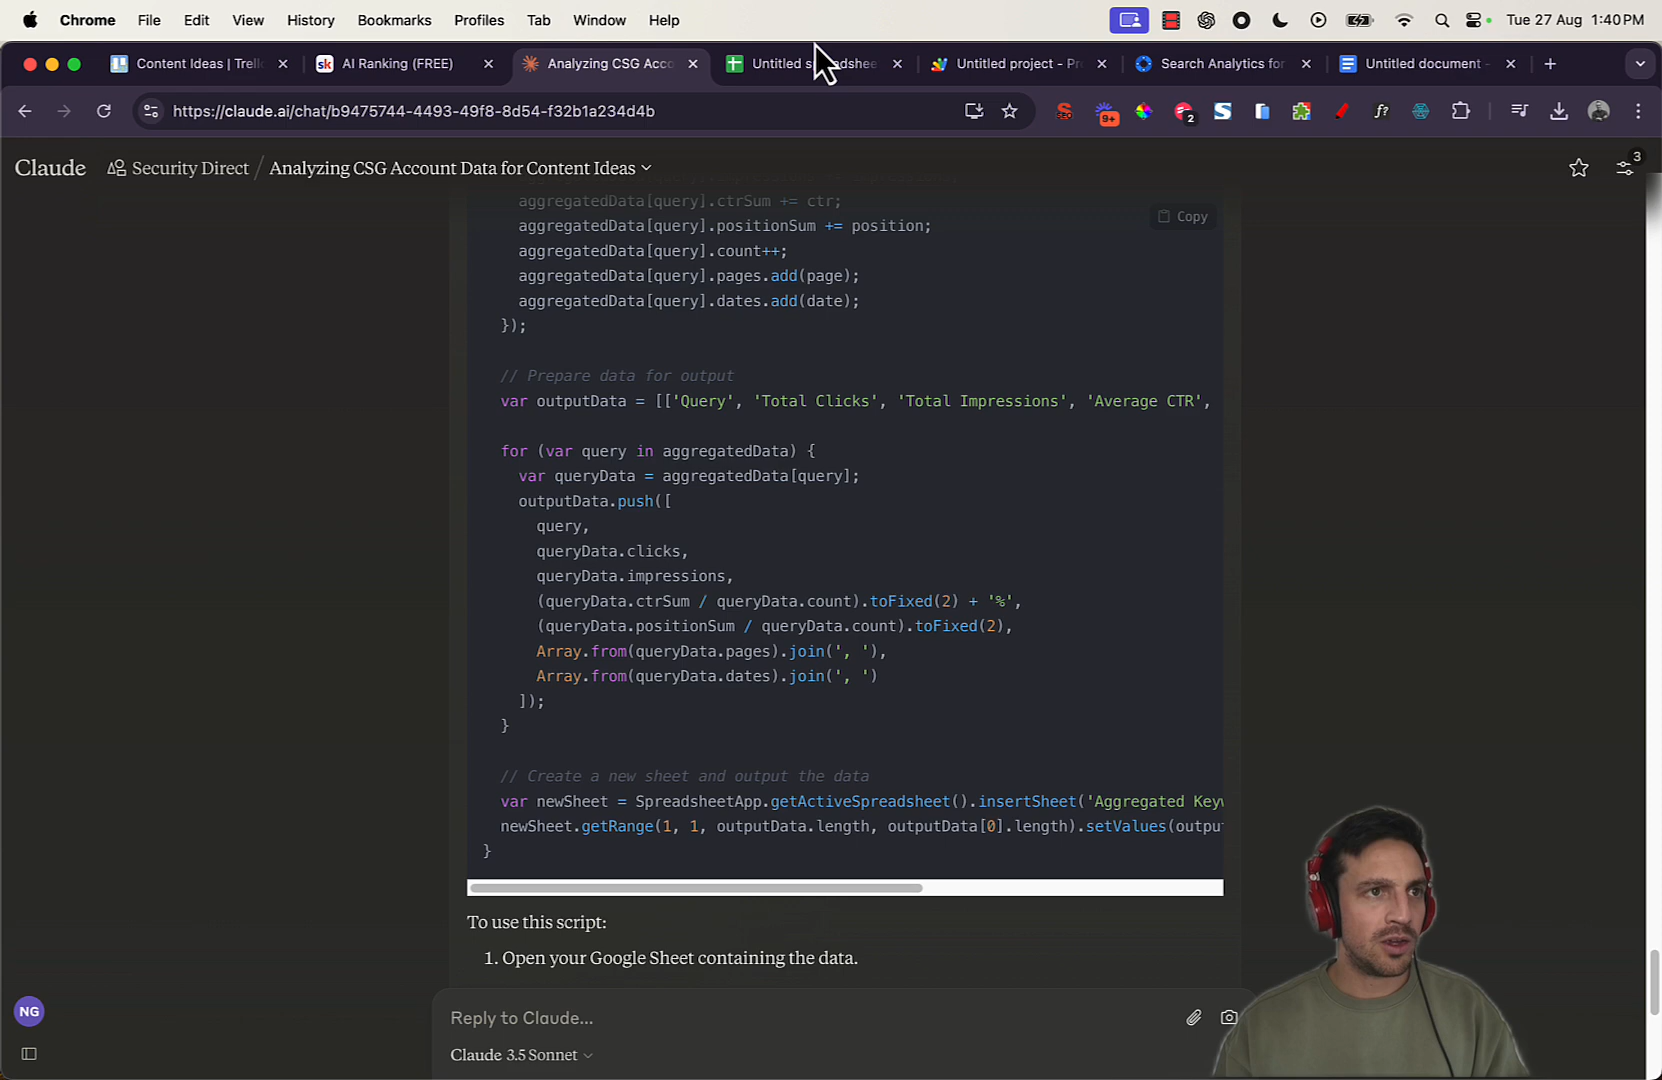 Chrome File Edit View History Bookmarks Profiles Tab Window Help Tue 27 Aug 1:40 PM
Content Ideas | Trell AI Ranking (FREE) Analyzing CSG Acco Untitled spreadshee Untitled project - Pr Search Analytics for Untitled document -
https://claude.ai/chat/b9475744-4493-49f8-8d54-f32b1a234d4b 9+ 2 f?
Claude Security Direct / Analyzing CSG Account Data for Content Ideas 3
aggregatedData[query].ctrSum += ctr;
Copy
aggregatedData[query].positionSum += position;
aggregatedData[query].count++;
aggregatedData[query].pages.add(page);
aggregatedData[query].dates.add(date);
});
// Prepare data for output
var outputData = [['Query', 'Total Clicks', 'Total Impressions', 'Average CTR',
for (var query in aggregatedData) {
var queryData = aggregatedData[query];
outputData.push([
query,
queryData.clicks,
queryData.impressions,
(queryData.ctrSum / queryData.count).toFixed(2) + '%',
(queryData.positionSum / queryData.count).toFixed(2),
Array.from(queryData.pages).join(', '),
Array.from(queryData.dates).join(', ')
]);
}
// Create a new sheet and output the data
var newSheet = SpreadsheetApp.getActiveSpreadsheet().insertSheet('Aggregated Keyw
newSheet.getRange(1, 1, outputData.length, outputData[0].length).setValues(outpu
}
To use this script:
1. Open your Google Sheet containing the data.
NG
Reply to Claude...
Claude 3.5 Sonnet